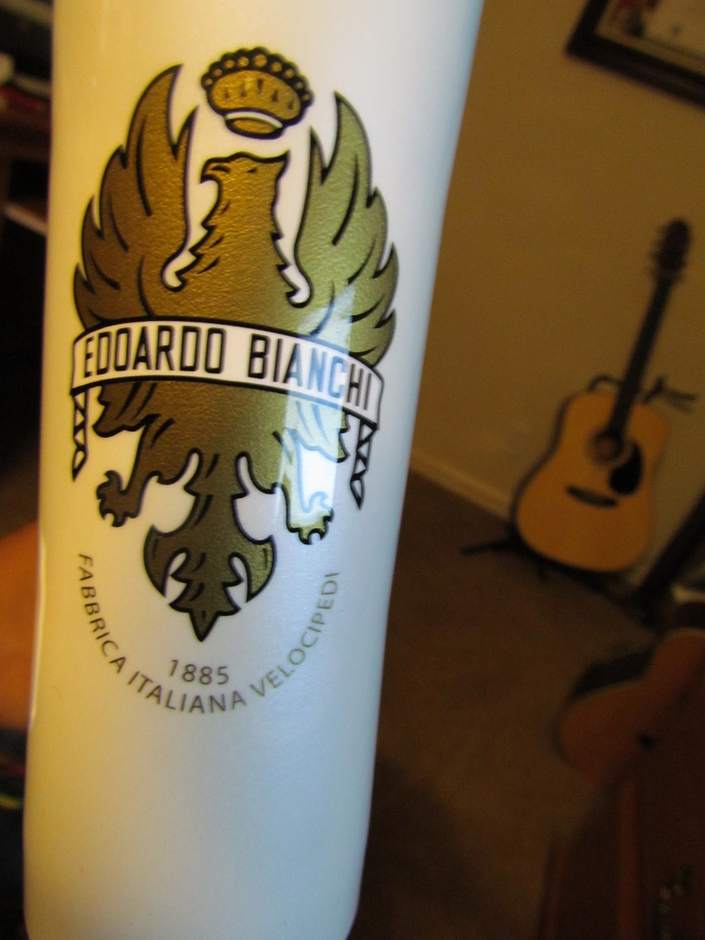 EDOARDO BIANCHI
1885
FABBRICA ITALIANA VELOCIPEDI